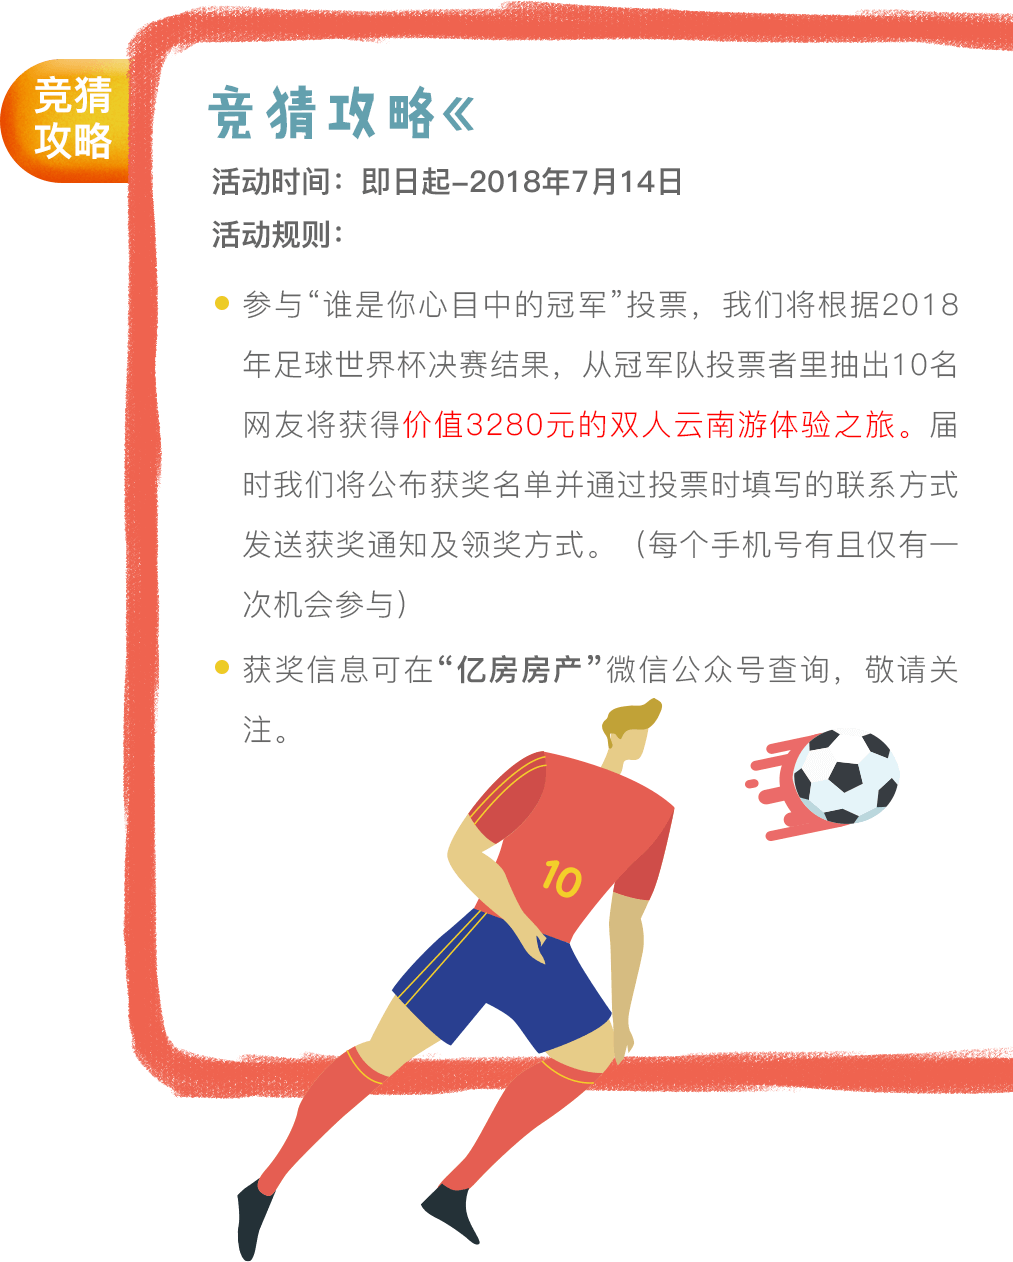 竞猜
攻略
竞猜攻略《
活动时间：即日起-2018年7月14日
活动规则：
参与“谁是你心目中的冠军”投票，我们将根据2018
年足球世界杯决赛结果，从冠军队投票者里抽出10名
网友将获得价值3280元的双人云南游体验之旅。届
时我们将公布获奖名单并通过投票时填写的联系方式
发送获奖通知及领奖方式。（每个手机号有且仅有一
次机会参与）
获奖信息可在“亿房房产”微信公众号查询，敬请关
注。
10